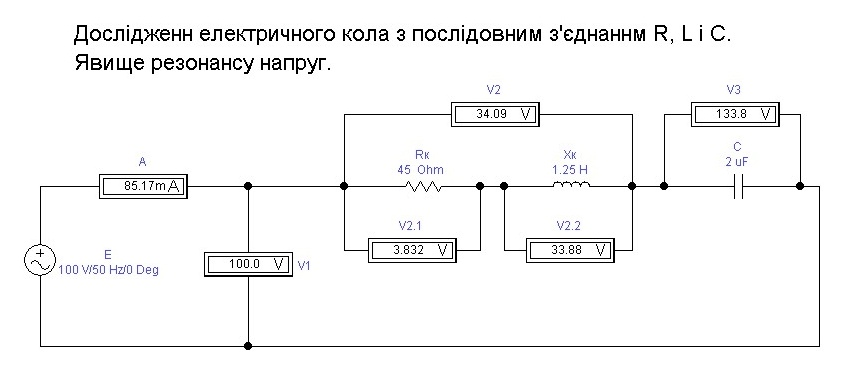 Дослідженн електричного кола з послідовним з'єднаннм R, L і C.
Явище резонансу напруг.
V2
34.09 V
V3
133.8 V
A
85.17m A
Rк
45 Ohm
Xк
1.25 H
C
2 uF
V2.1
3.832 V
V2.2
33.88 V
E
100 V/50 Hz/0 Deg
100.0 V
V1